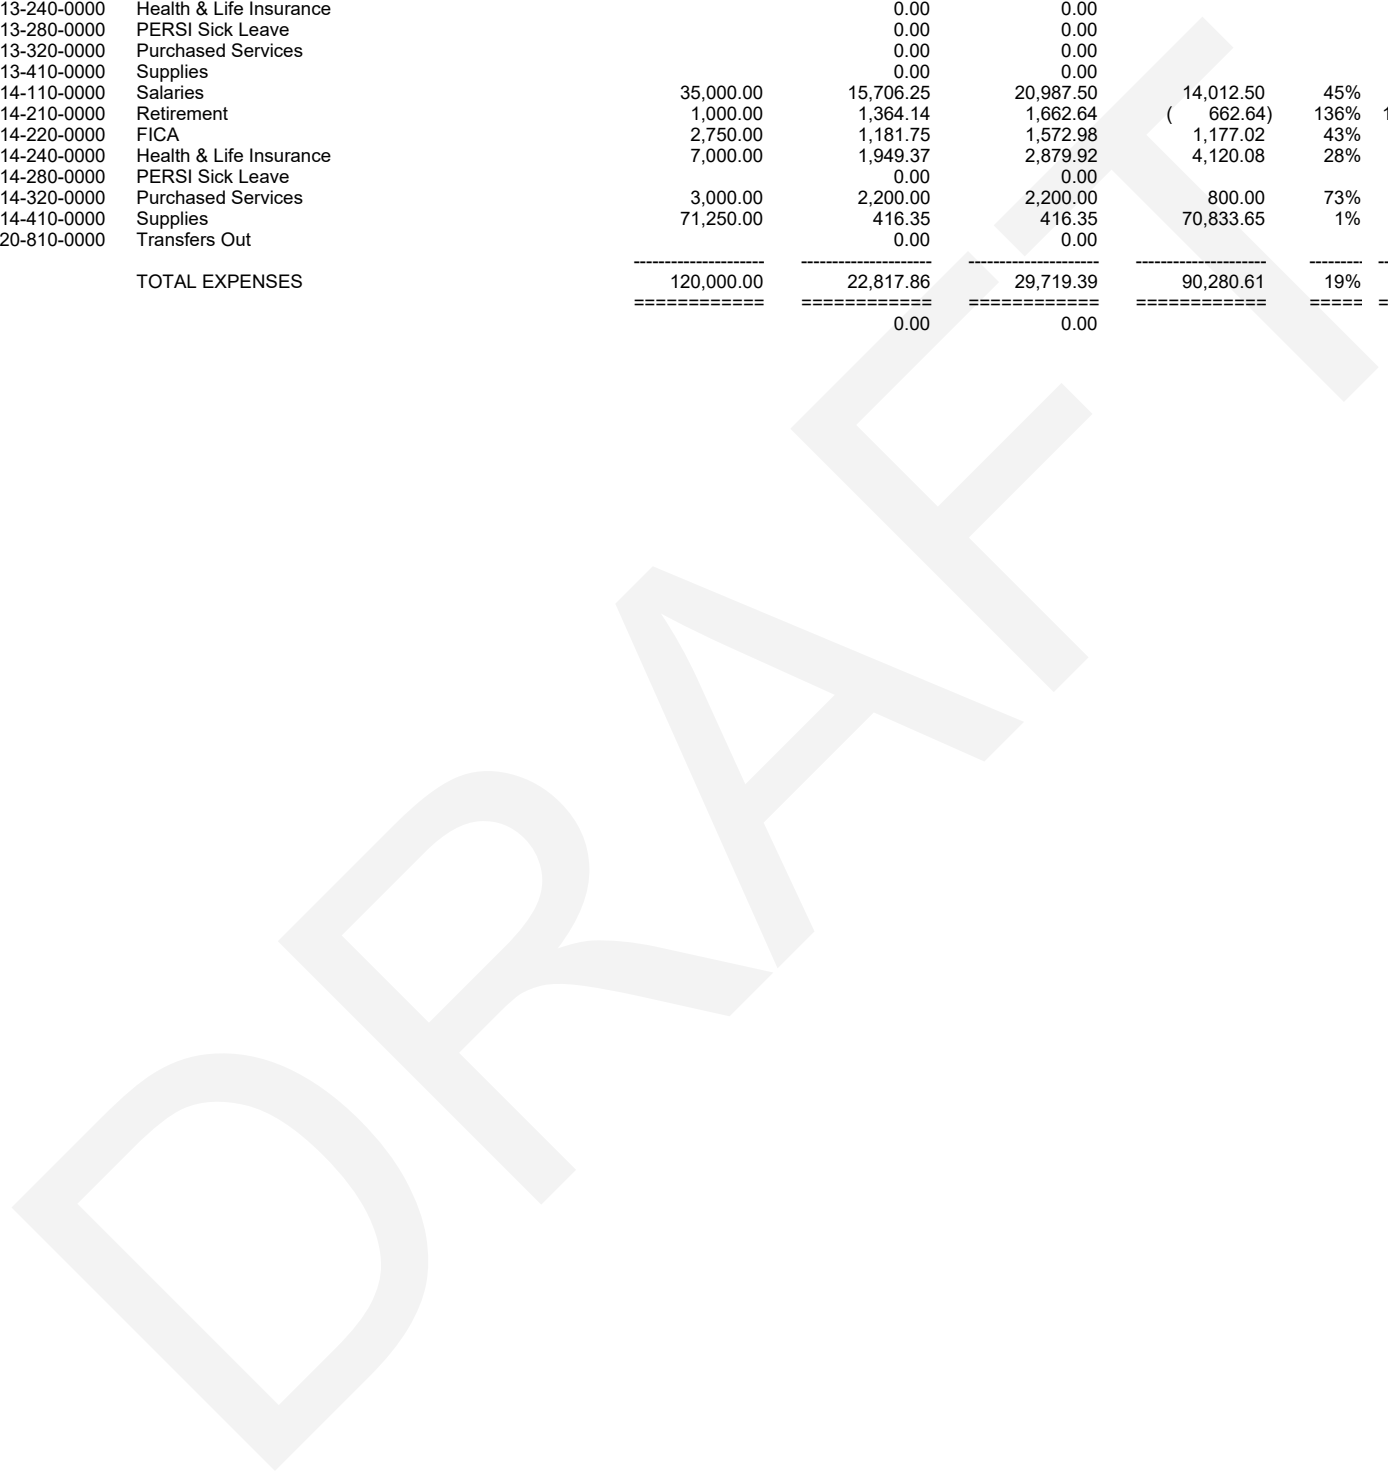 13-240-0000 Health & Life Insurance 0.00 0.00
13-280-0000 PERSI Sick Leave 0.00 0.00
13-320-0000 Purchased Services 0.00 0.00
13-410-0000 Supplies 0.00 0.00
14-110-0000 Salaries 35,000.00 15,706.25 20,987.50 14,012.50 45%
14-210-0000 Retirement 1,000.00 1,364.14 1,662.64 ( 662.64) 136% 1
14-220-0000 FICA 2,750.00 1,181.75 1,572.98 1,177.02 43%
14-240-0000 Health & Life Insurance 7,000.00 1,949.37 2,879.92 4,120.08 28%
14-280-0000 PERSI Sick Leave 0.00 0.00
14-320-0000 Purchased Services 3,000.00 2,200.00 2,200.00 800.00 73%
14-410-0000 Supplies 71,250.00 416.35 416.35 70,833.65 1%
20-810-0000 Transfers Out 0.00 0.00
--------------------- --------------------- --------------------- --------------------- -------- --
TOTAL EXPENSES 120,000.00 22,817.86 29,719.39 90,280.61 19%
============ ============ ============ ============ ===== =
0.00 0.00
DRAFT